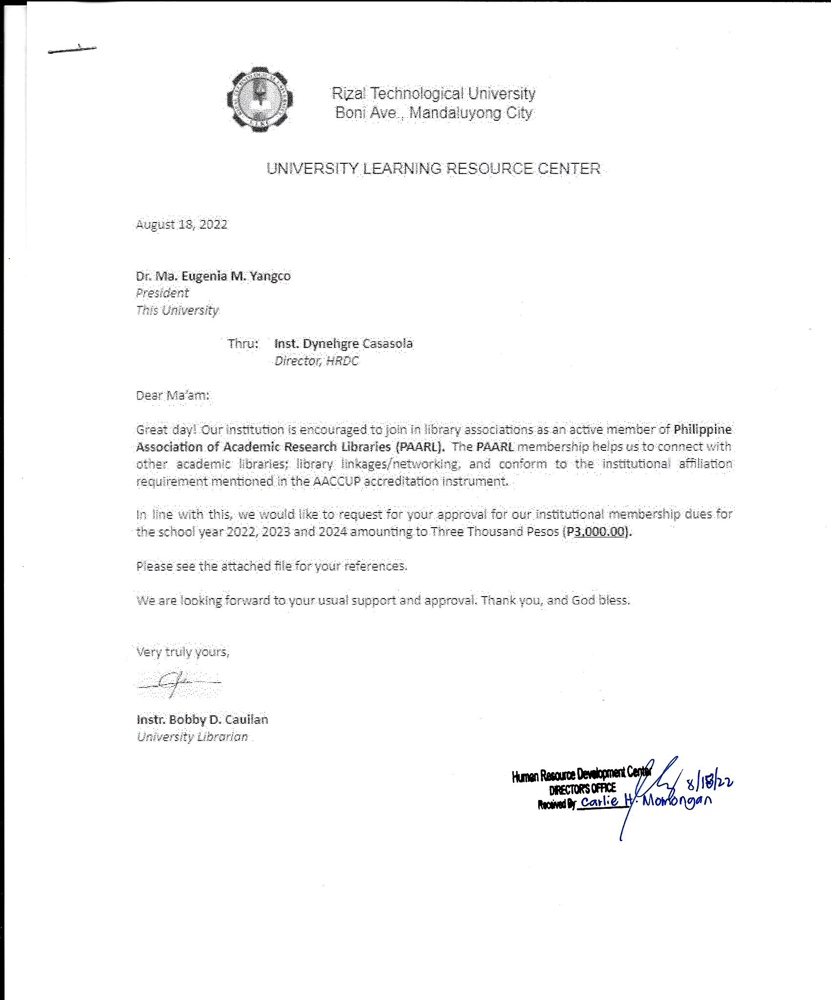 Rizal Technological University
Boni Ave., Mandaluyong City
UNIVERSITY LEARNING RESOURCE CENTER
August 18, 2022
Dr. Ma. Eugenia M. Yangco
President
This University
Thru: Inst. Dynehgre Casasola
Director, HRDC
Dear Ma'am:
Great day! Our institution is encouraged to join in library associations as an active member of Philippine
Association of Academic Research Libraries (PAARL). The PAARL membership helps us to connect with
other academic libraries; library linkages/networking, and conform to the institutional affiliation
requirement mentioned in the AACCUP accreditation instrument.
In line with this, we would like to request for your approval for our institutional membership dues for
the school year 2022, 2023 and 2024 amounting to Three Thousand Pesos (P3,000.00).
Please see the attached file for your references.
We are looking forward to your usual support and approval. Thank you, and God bless.
Very truly yours,
Instr. Bobby D. Cauilan
University Librarian
Human Resource Development Center
DIRECTOR'S OFFICE 8/18/22
Received By Carlie H. Momongan